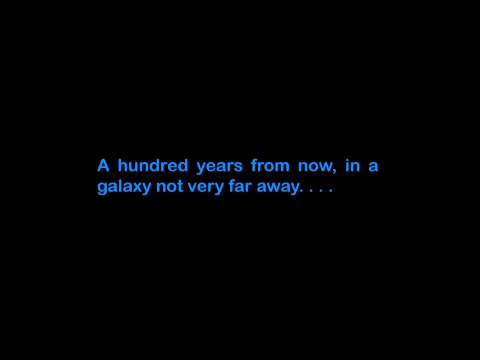 A hundred years from now, in a
galaxy not very far away. . . .